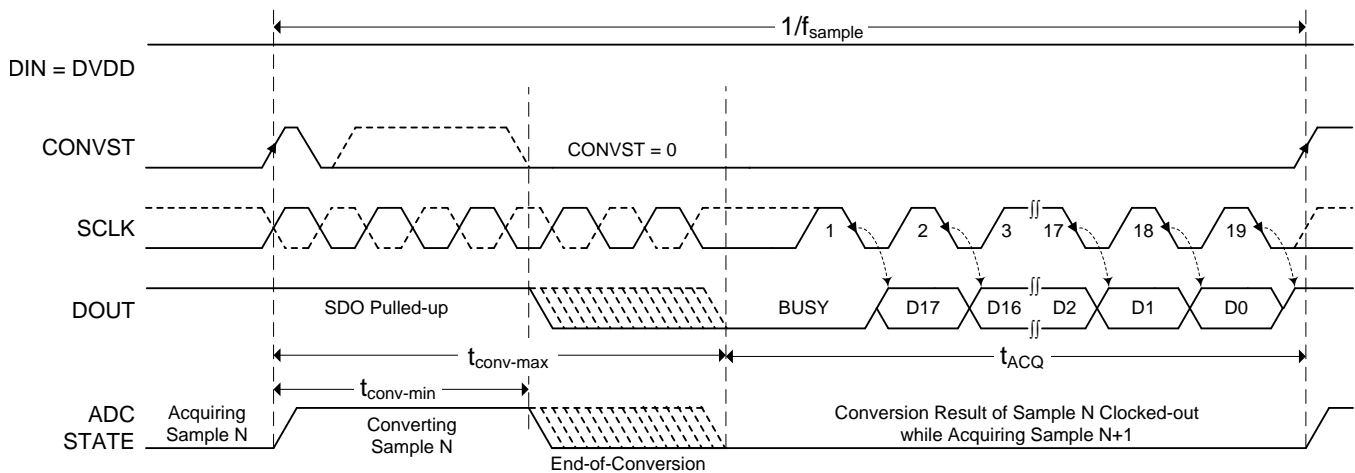 1/fsample
DIN = DVDD
CONVST
CONVST = 0
SCLK
1
2
3
17
18
19
DOUT
SDO Pulled-up
BUSY
D17
D16
D2
D1
D0
tconv-max
tACQ
tconv-min
ADC
STATE
Acquiring
Sample N
Converting
Sample N
End-of-Conversion
Conversion Result of Sample N Clocked-out
while Acquiring Sample N+1